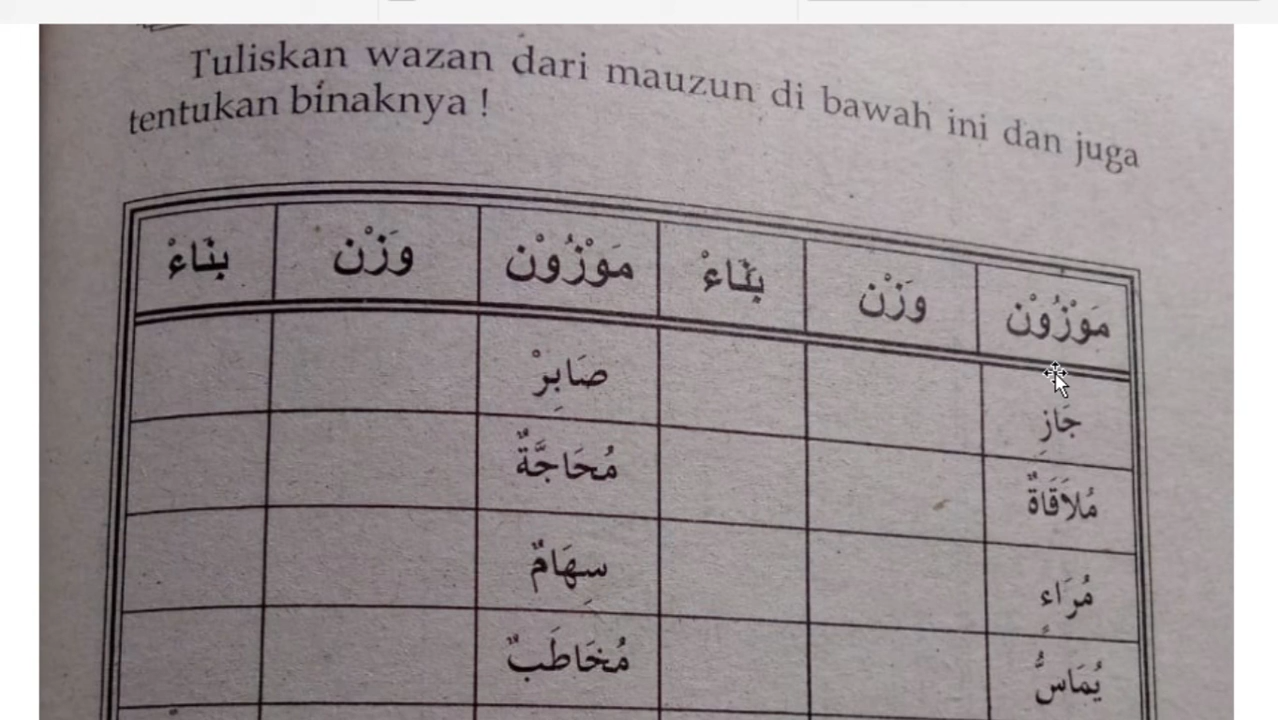 Tuliskan wazan dari mauzun di bawah ini dan juga
tentukan binaknya !
مَوْزُوْن وَزْن بِنَاءْ مَوْزُوْن وَزْن بِنَاءْ
جَازِ صَابِرْ
مُلاَقَاةٌ مُحَاجَّةٌ
مُرَاءٍ سِهَامٌ
يُمَاسُّ مُخَاطَبٌ